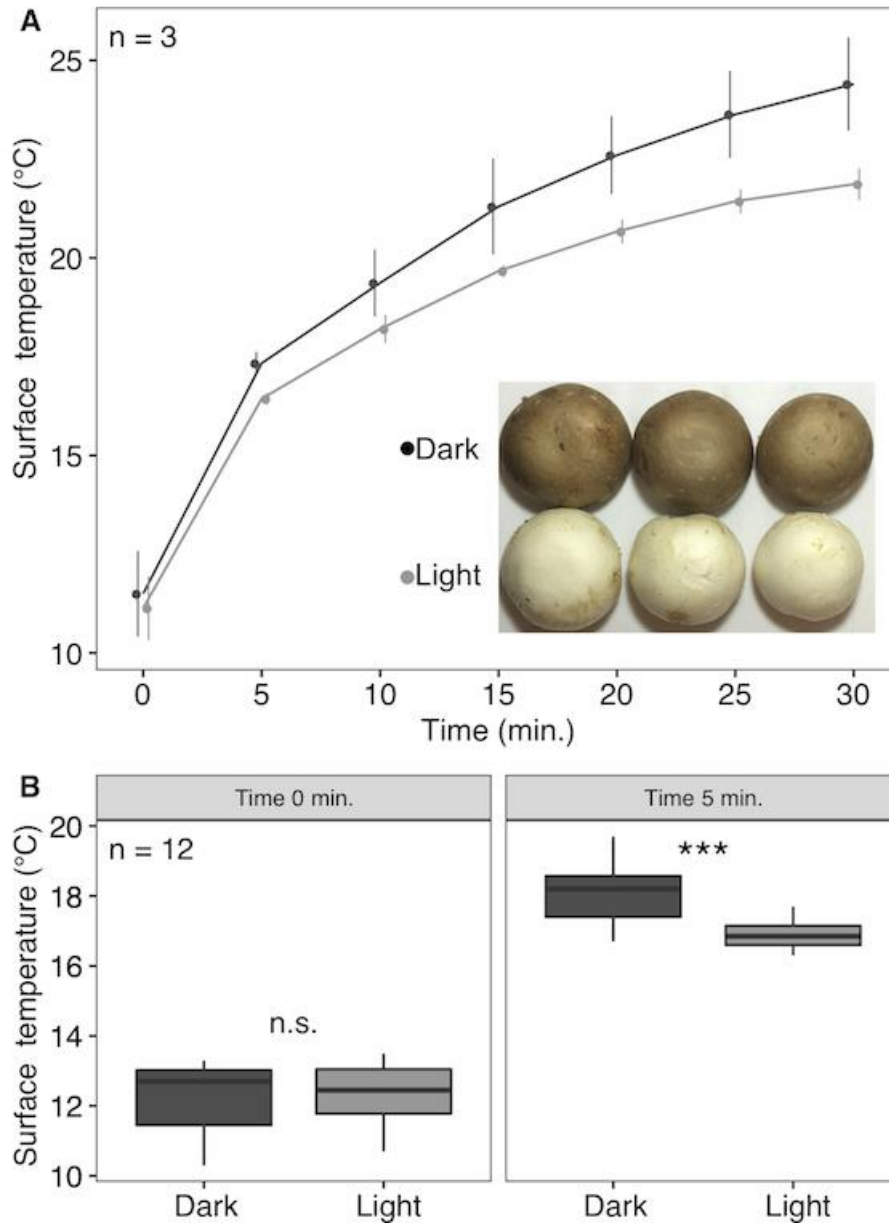 A
n = 3
Surface temperature (°C)
25
20
15
10
Dark
Light
0 5 10 15 20 25 30
Time (min.)
B
Time 0 min. Time 5 min.
n = 12
***
n.s.
Surface temperature (°C)
20
18
16
14
12
10
Dark Light Dark Light